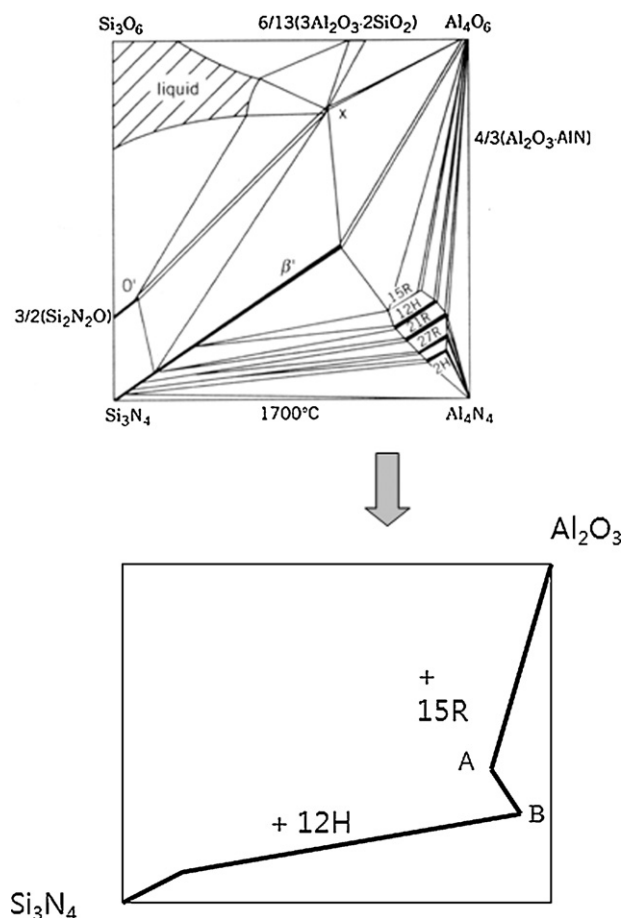 Si₃O₆ 6/13(3Al₂O₃·2SiO₂) Al₄O₆
liquid
X
4/3(Al₂O₃·AlN)
O'
β'
15R
12H
3/2(Si₂N₂O)
21R
27R
2H
Si₃N₄ 1700°C Al₄N₄
Al₂O₃
+
15R
A
B
+ 12H
Si₃N₄